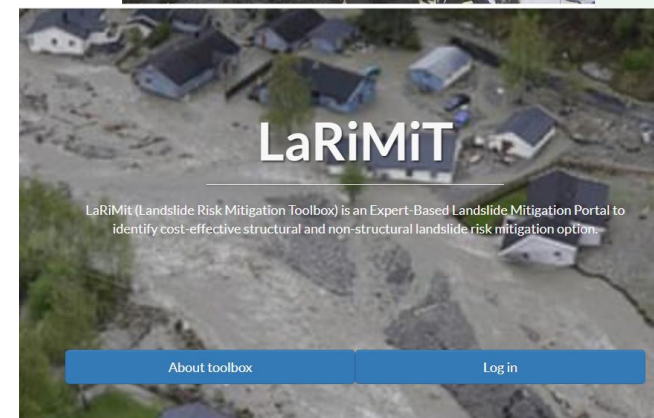 LaRiMiT
LaRiMit (Landslide Risk Mitigation Toolbox) is an Expert-Based Landslide Mitigation Portal to
identify cost-effective structural and non-structural landslide risk mitigation option.
About toolbox
Log in